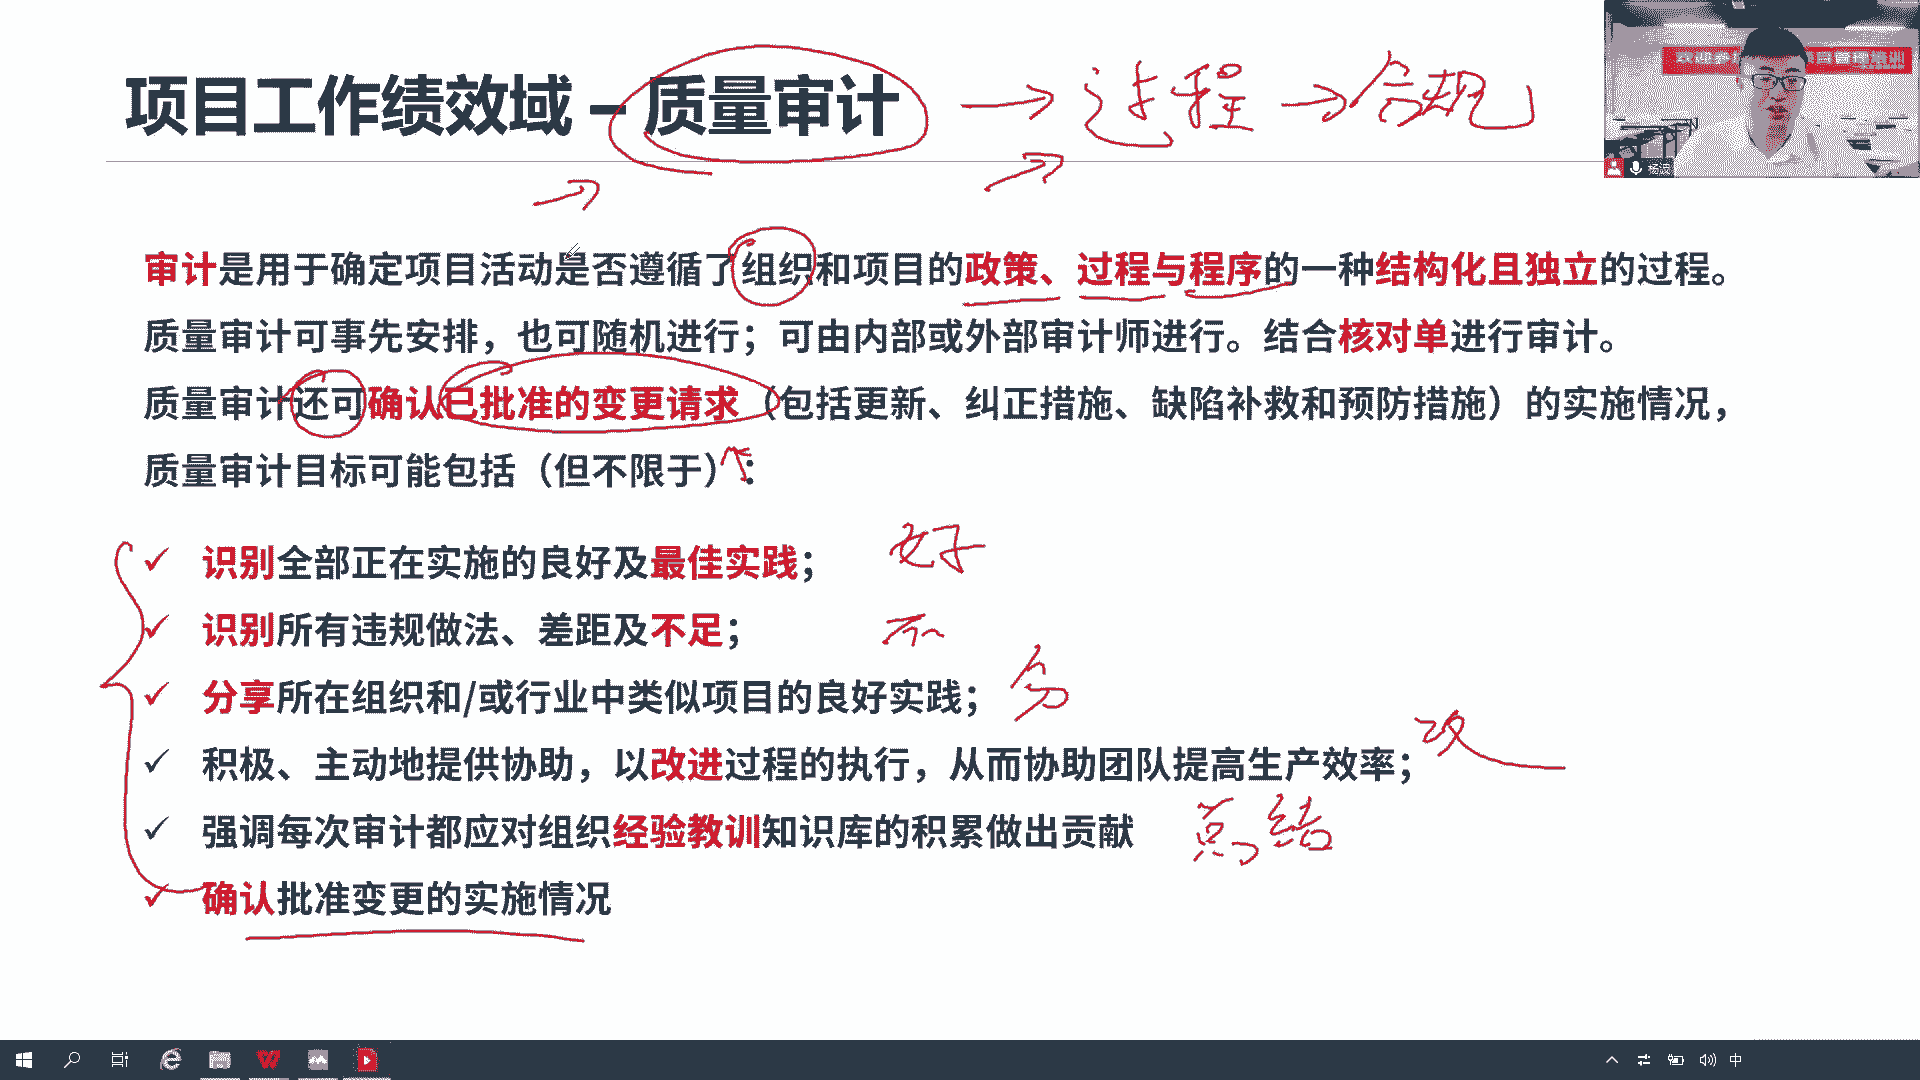 项目工作绩效域 – 质量审计 → 过程 → 合规
杨波
审计是用于确定项目活动是否遵循了组织和项目的政策、过程与程序的一种结构化且独立的过程。
质量审计可事先安排，也可随机进行；可由内部或外部审计师进行。结合核对单进行审计。
质量审计还可确认已批准的变更请求（包括更新、纠正措施、缺陷补救和预防措施）的实施情况，
质量审计目标可能包括（但不限于）：
✓ 识别全部正在实施的良好及最佳实践； 好
✓ 识别所有违规做法、差距及不足； 不
✓ 分享所在组织和/或行业中类似项目的良好实践； 分
✓ 积极、主动地提供协助，以改进过程的执行，从而协助团队提高生产效率； 改
✓ 强调每次审计都应对组织经验教训知识库的积累做出贡献 总结
✓ 确认批准变更的实施情况
中